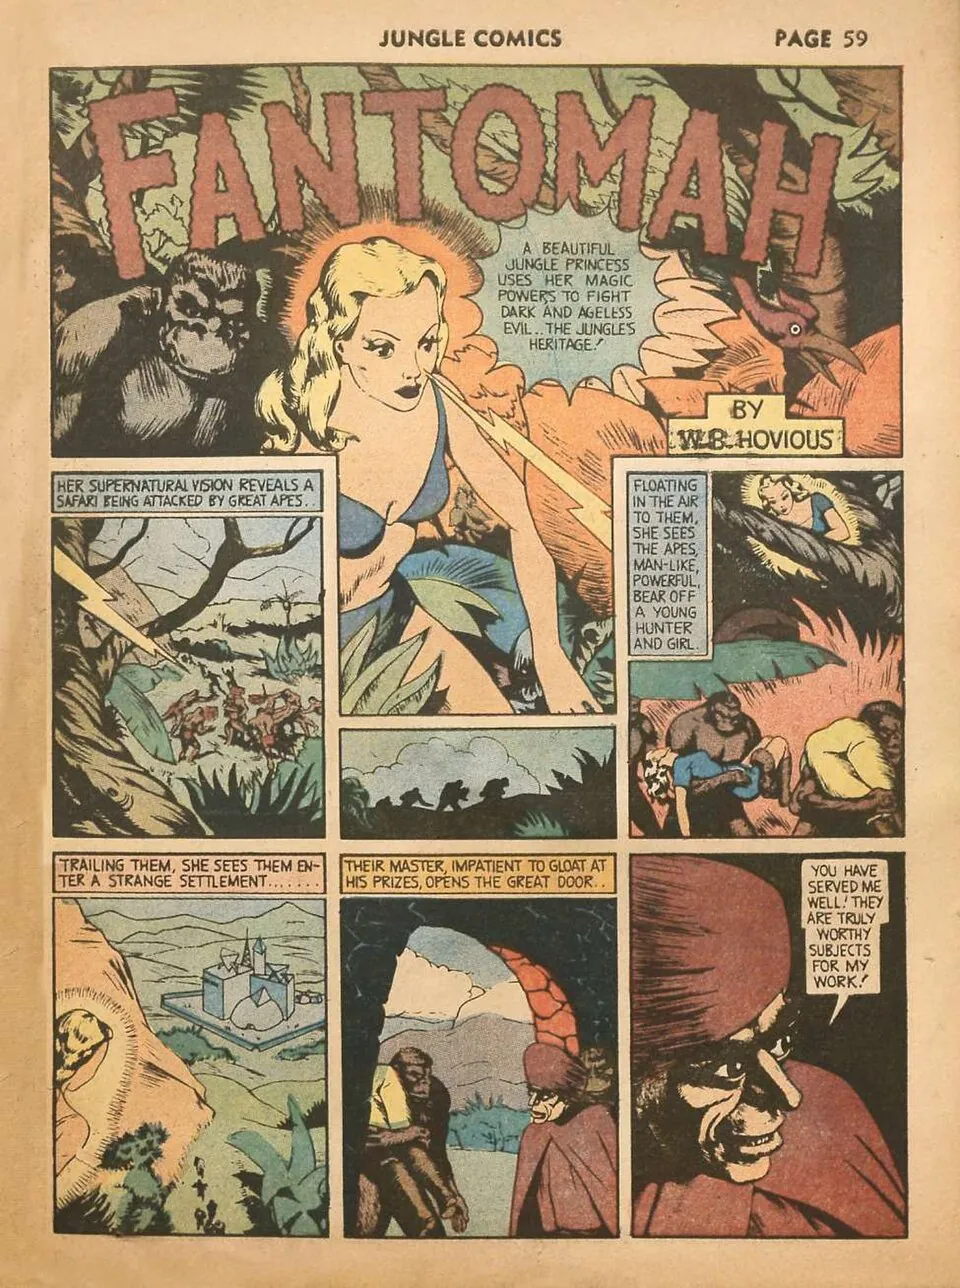 JUNGLE COMICS
PAGE 59
FANTOMAH
A BEAUTIFUL
JUNGLE PRINCESS
USES HER MAGIC
POWERS TO FIGHT
DARK AND AGELESS
EVIL..THE JUNGLE'S
HERITAGE!
BY
W.B. HOVIOUS
HER SUPERNATURAL VISION REVEALS A
SAFARI BEING ATTACKED BY GREAT APES.
FLOATING
IN THE AIR
TO THEM,
SHE SEES
THE APES,
MAN-LIKE,
POWERFUL,
BEAR OFF
A YOUNG
HUNTER
AND GIRL.
TRAILING THEM, SHE SEES THEM EN-
TER A STRANGE SETTLEMENT.......
THEIR MASTER, IMPATIENT TO GLOAT AT
HIS PRIZES, OPENS THE GREAT DOOR..
YOU HAVE
SERVED ME
WELL! THEY
ARE TRULY
WORTHY
SUBJECTS
FOR MY
WORK!